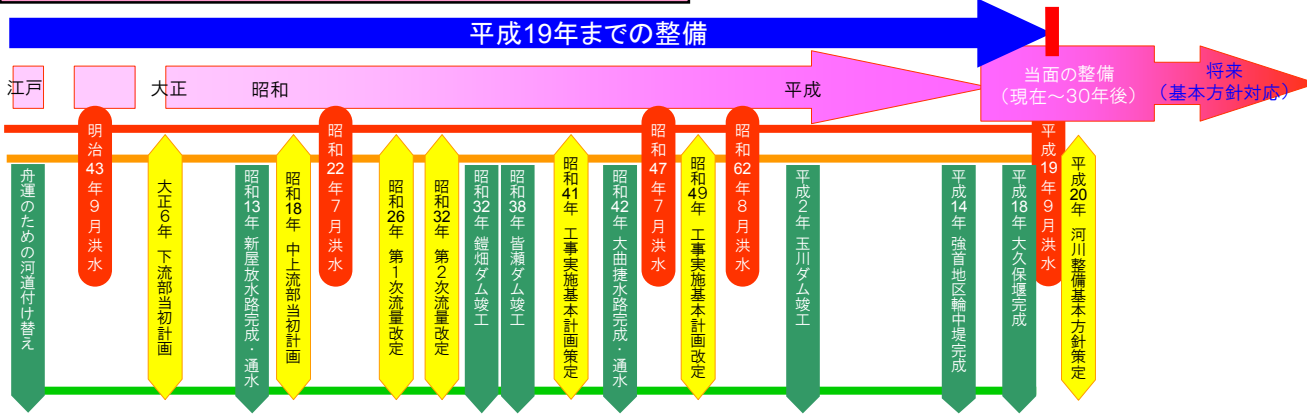 平成19年までの整備
江戸
大正
昭和
平成
当面の整備
（現在～30年後）
将来
（基本方針対応）
舟運のための河道付け替え
明治43年9月洪水
大正6年 下流部当初計画
昭和13年 新屋放水路完成・通水
昭和18年 中上流部当初計画
昭和22年7月洪水
昭和26年 第1次流量改定
昭和32年 第2次流量改定
昭和32年 鎧畑ダム竣工
昭和38年 皆瀬ダム竣工
昭和41年 工事実施基本計画策定
昭和42年 大曲捷水路完成・通水
昭和47年7月洪水
昭和49年 工事実施基本計画改定
昭和62年8月洪水
平成2年 玉川ダム竣工
平成14年 強首地区輪中堤完成
平成18年 大久保堰完成
平成19年9月洪水
平成20年 河川整備基本方針策定